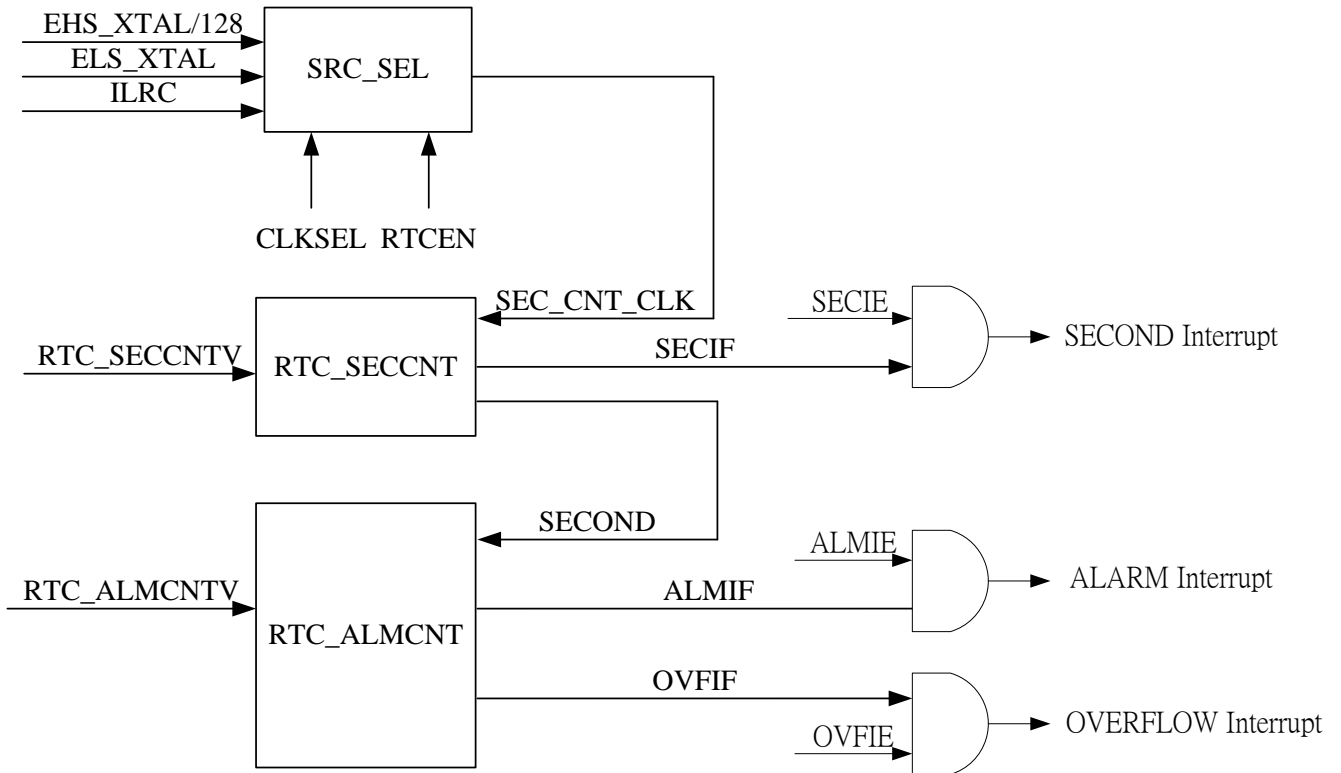 EHS_XTAL/128
ELS_XTAL
ILRC
SRC_SEL
CLKSEL
RTCEN
SEC_CNT_CLK
RTC_SECCNTV
RTC_SECCNT
SECIF
SECIE
SECOND Interrupt
SECOND
RTC_ALMCNTV
RTC_ALMCNT
ALMIE
ALMIF
ALARM Interrupt
OVFIF
OVFIE
OVERFLOW Interrupt